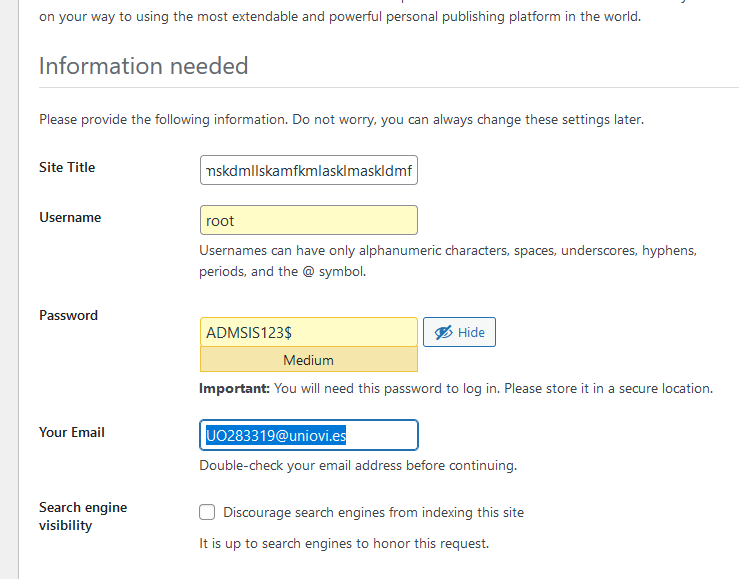 on your way to using the most extendable and powerful personal publishing platform in the world.
Information needed
Please provide the following information. Do not worry, you can always change these settings later.
Site Title
nskdmllskamfkmlasklmaskldmf
Username
root
Usernames can have only alphanumeric characters, spaces, underscores, hyphens,
periods, and the @ symbol.
Password
ADMSIS123$
Hide
Medium
Important: You will need this password to log in. Please store it in a secure location.
Your Email
UO283319@uniovi.es
Double-check your email address before continuing.
Search engine
visibility
Discourage search engines from indexing this site
It is up to search engines to honor this request.